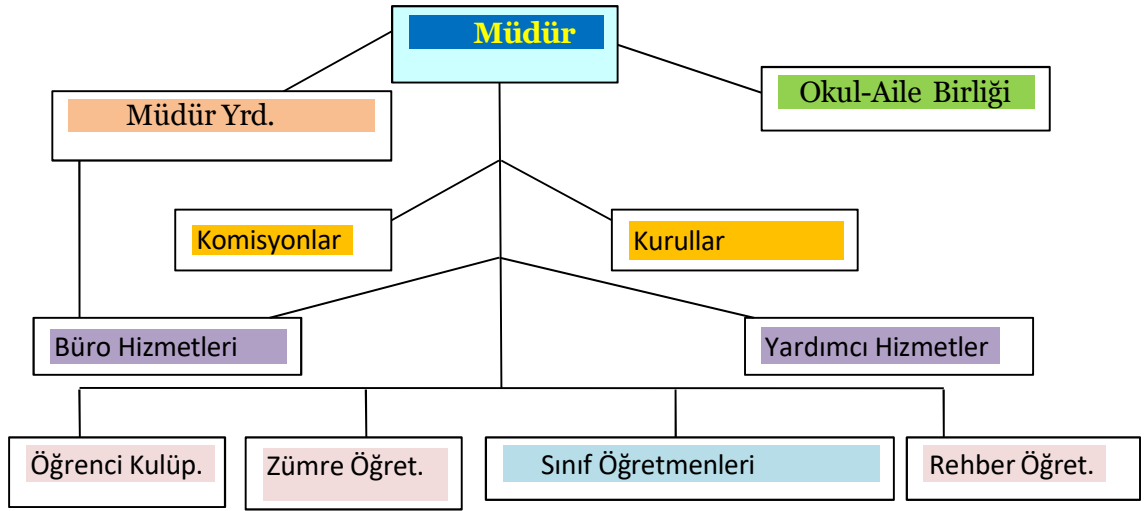 Müdür
Okul-Aile Birliği
Müdür Yrd.
Komisyonlar
Kurullar
Büro Hizmetleri
Yardımcı Hizmetler
Öğrenci Kulüp.
Zümre Öğret.
Sınıf Öğretmenleri
Rehber Öğret.